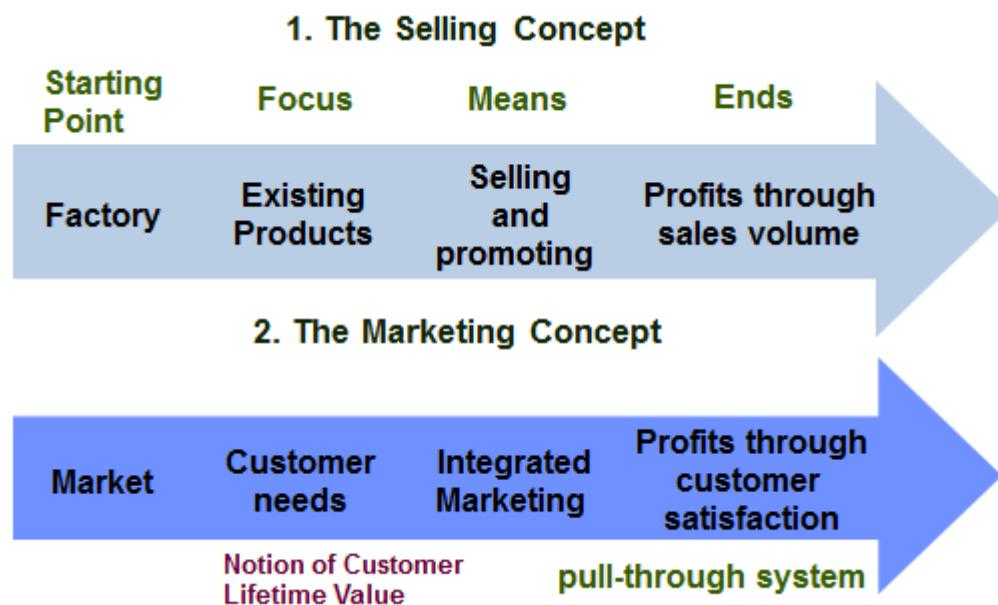 1. The Selling Concept
Starting
Point
Focus
Means
Ends
Factory
Existing
Products
Selling
and
promoting
Profits through
sales volume
2. The Marketing Concept
Market
Customer
needs
Integrated
Marketing
Profits through
customer
satisfaction
Notion of Customer
Lifetime Value
pull-through system